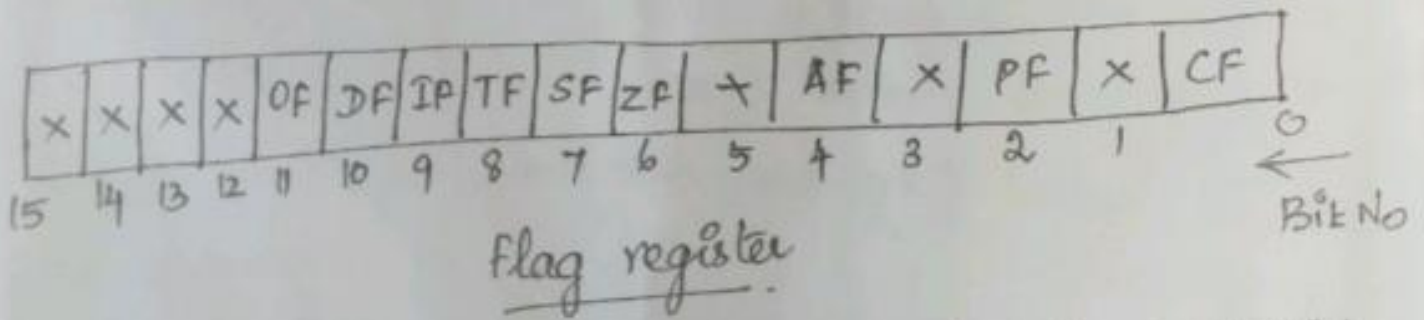 × × × × OF DF IF TF SF ZF × AF × PF × CF
15 14 13 12 11 10 9 8 7 6 5 4 3 2 1 0
Bit No
Flag register.